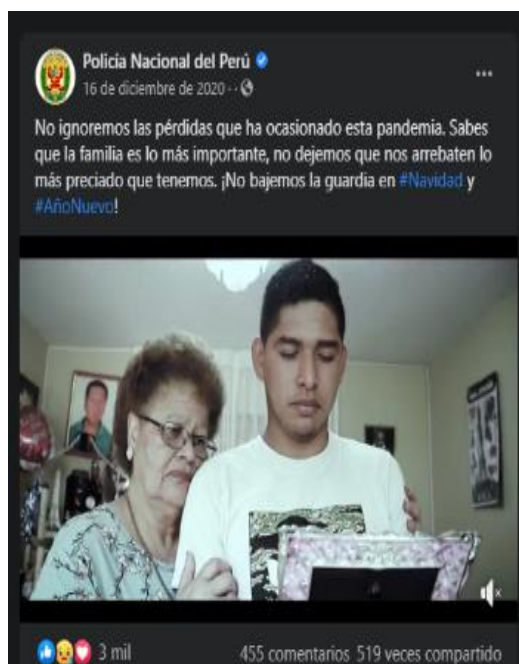 Policía Nacional del Perú
16 de diciembre de 2020 ·
No ignoremos las pérdidas que ha ocasionado esta pandemia. Sabes
que la familia es lo más importante, no dejemos que nos arrebaten lo
más preciado que tenemos. ¡No bajemos la guardia en #Navidad y
#AñoNuevo!
3 mil
455 comentarios 519 veces compartido